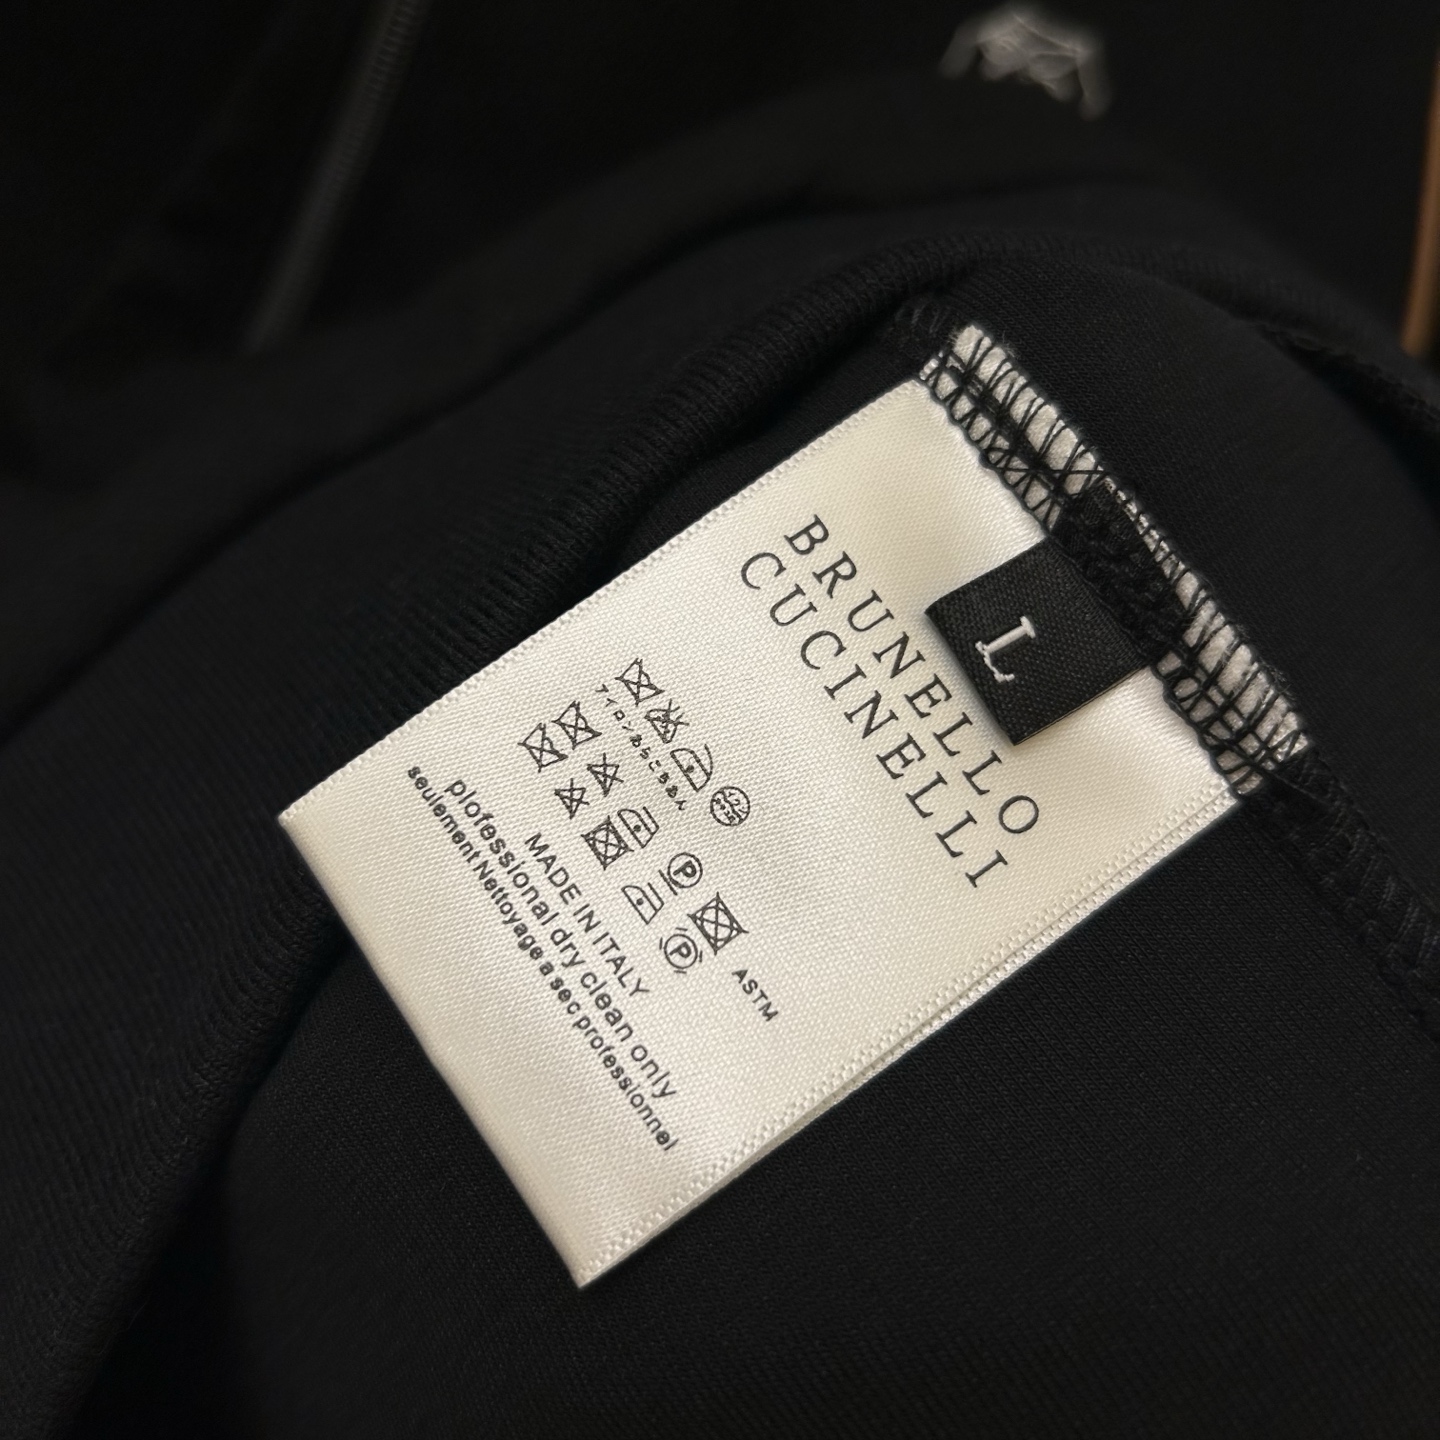 BRUNELLO
CUCINELLI
L
ASTM
P
P
MADE IN ITALY
plofessional dry clean only
seulement Nettoyage a sec professionnel